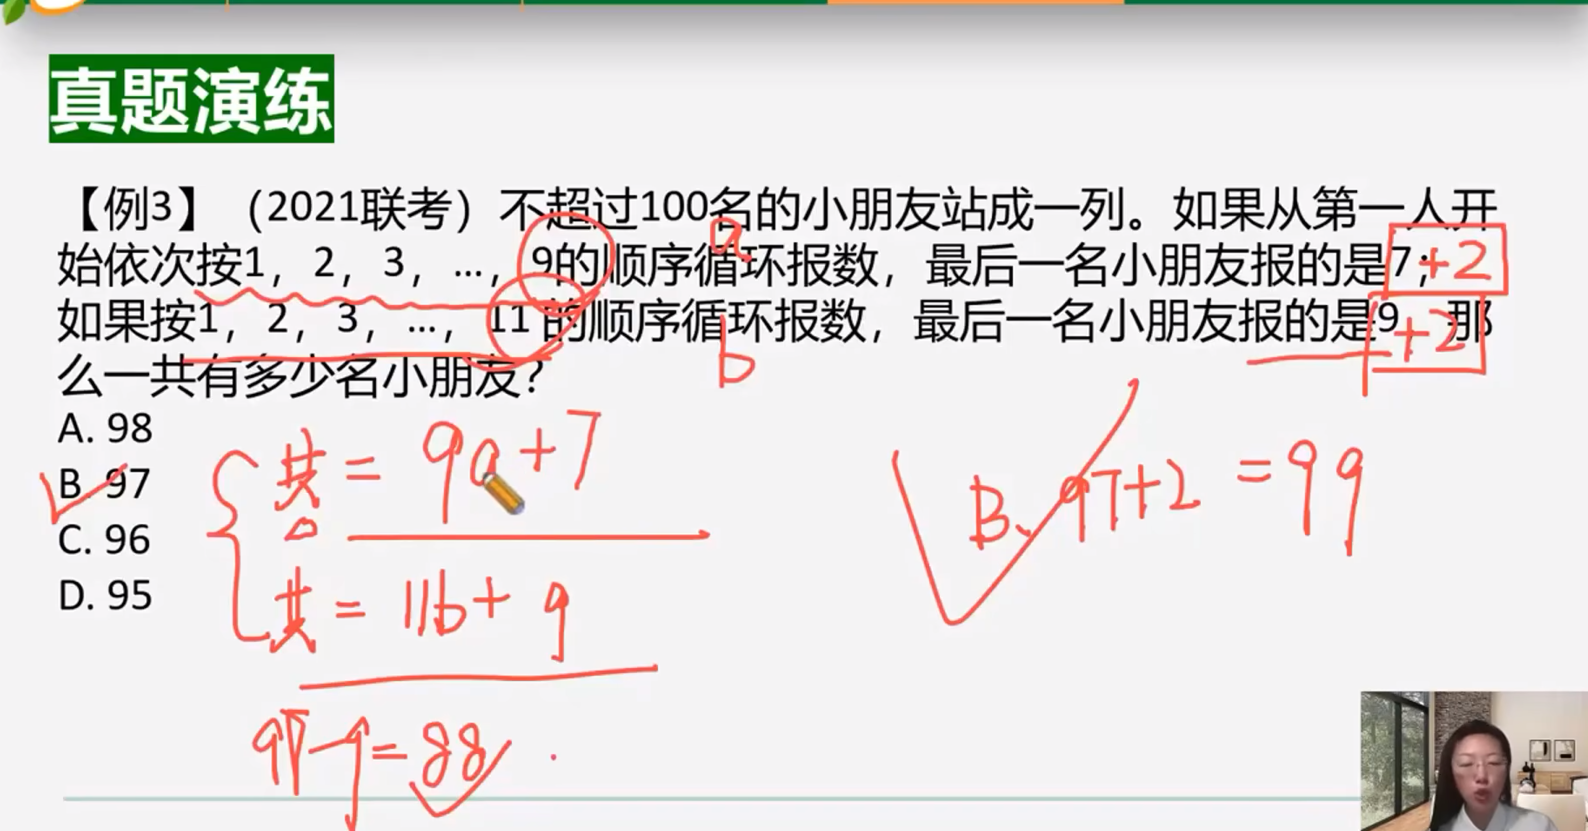 真题演练
【例3】（2021联考）不超过100名的小朋友站成一列。如果从第一人开
a
始依次按1，2，3，…，9的顺序循环报数，最后一名小朋友报的是7；+2
如果按1，2，3，…，11的顺序循环报数，最后一名小朋友报的是9 +2 那
b
么一共有多少名小朋友？
A. 98
B. 97
C. 96
D. 95
共 = 9a+7
共 = 11b+ 9
97-9=88
B. 97+2 =99